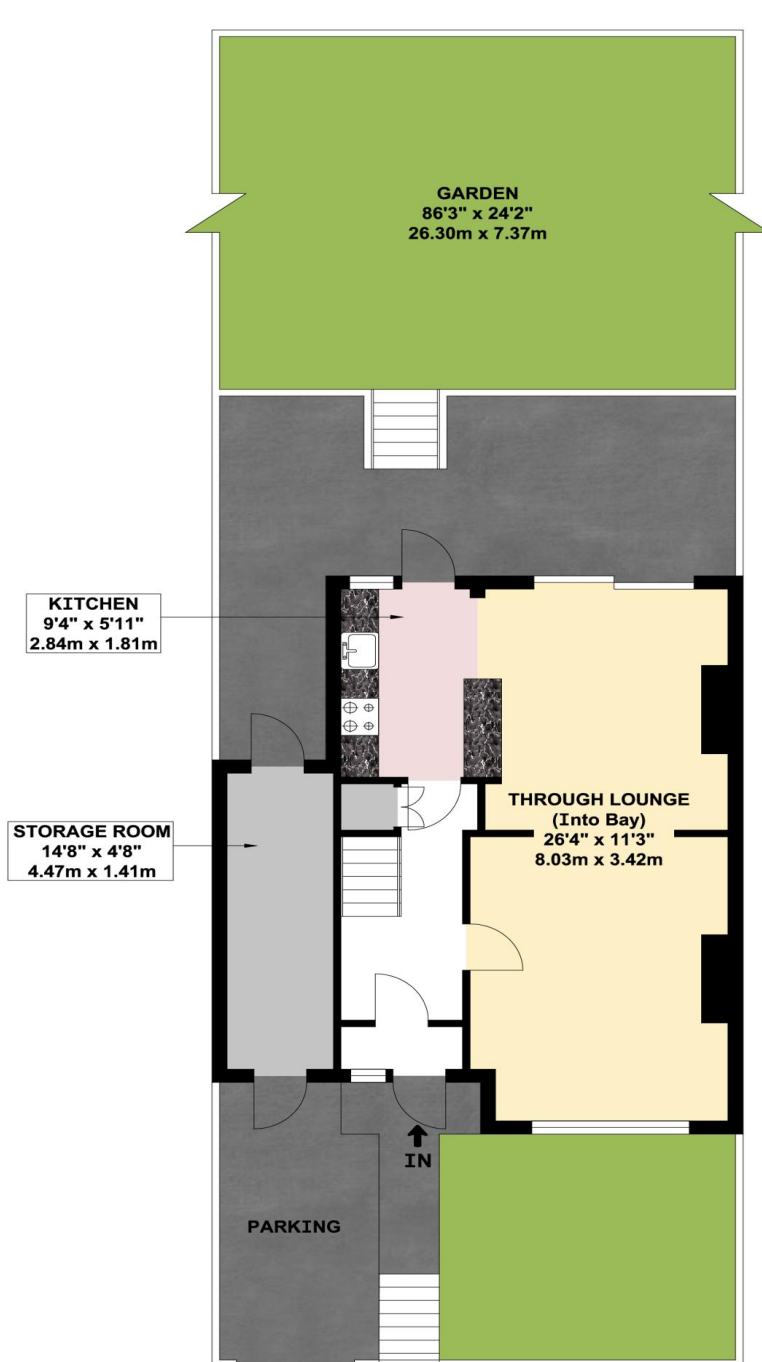 GARDEN
86'3" x 24'2"
26.30m x 7.37m
KITCHEN
9'4" x 5'11"
2.84m x 1.81m
THROUGH LOUNGE
(Into Bay)
26'4" x 11'3"
8.03m x 3.42m
STORAGE ROOM
14'8" x 4'8"
4.47m x 1.41m
IN
PARKING